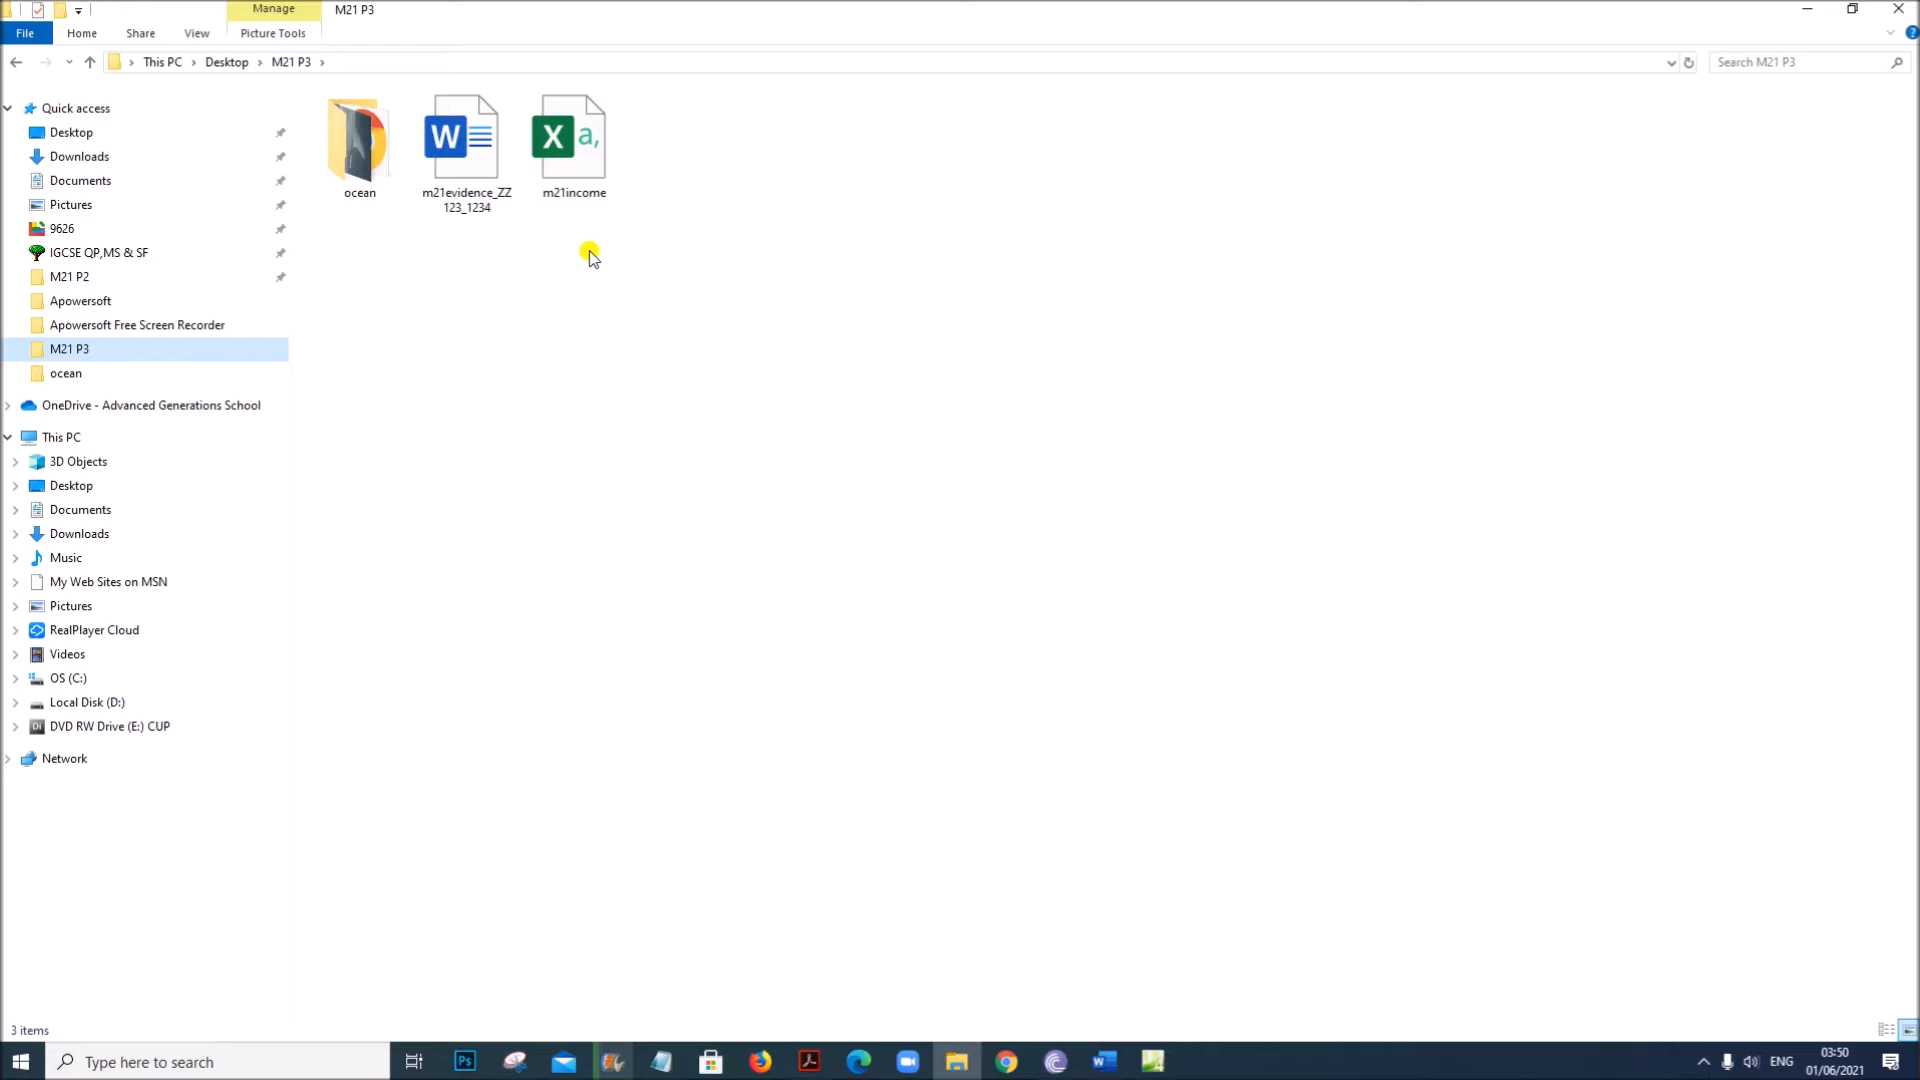 Manage
M21 P3
File
Home
Share
View
Picture Tools
This PC
Desktop
M21 P3
Search M21 P3
Quick access
Desktop
Downloads
Documents
Pictures
9626
IGCSE QP,MS & SF
M21 P2
Apowersoft
Apowersoft Free Screen Recorder
M21 P3
ocean
OneDrive - Advanced Generations School
This PC
3D Objects
Desktop
Documents
Downloads
Music
My Web Sites on MSN
Pictures
RealPlayer Cloud
Videos
OS (C:)
Local Disk (D:)
DVD RW Drive (E:) CUP
Network
W
X a,
ocean
m21evidence_ZZ
123_1234
m21income
3 items
Type here to search
Ps
ENG
03:50
01/06/2021